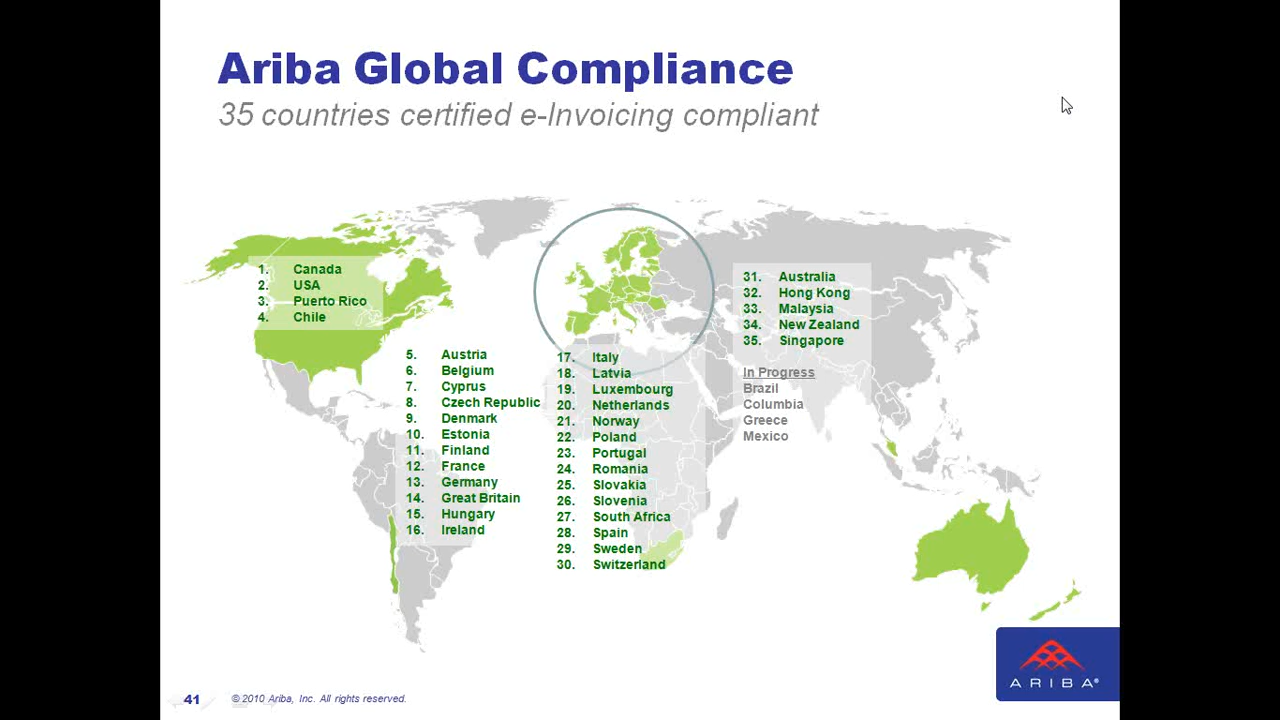 Ariba Global Compliance
35 countries certified e-Invoicing compliant
1. Canada
2. USA
3. Puerto Rico
4. Chile
5. Austria
6. Belgium
7. Cyprus
8. Czech Republic
9. Denmark
10. Estonia
11. Finland
12. France
13. Germany
14. Great Britain
15. Hungary
16. Ireland
17. Italy
18. Latvia
19. Luxembourg
20. Netherlands
21. Norway
22. Poland
23. Portugal
24. Romania
25. Slovakia
26. Slovenia
27. South Africa
28. Spain
29. Sweden
30. Switzerland
31. Australia
32. Hong Kong
33. Malaysia
34. New Zealand
35. Singapore
In Progress
Brazil
Columbia
Greece
Mexico
ARIBA®
41 © 2010 Ariba, Inc. All rights reserved.